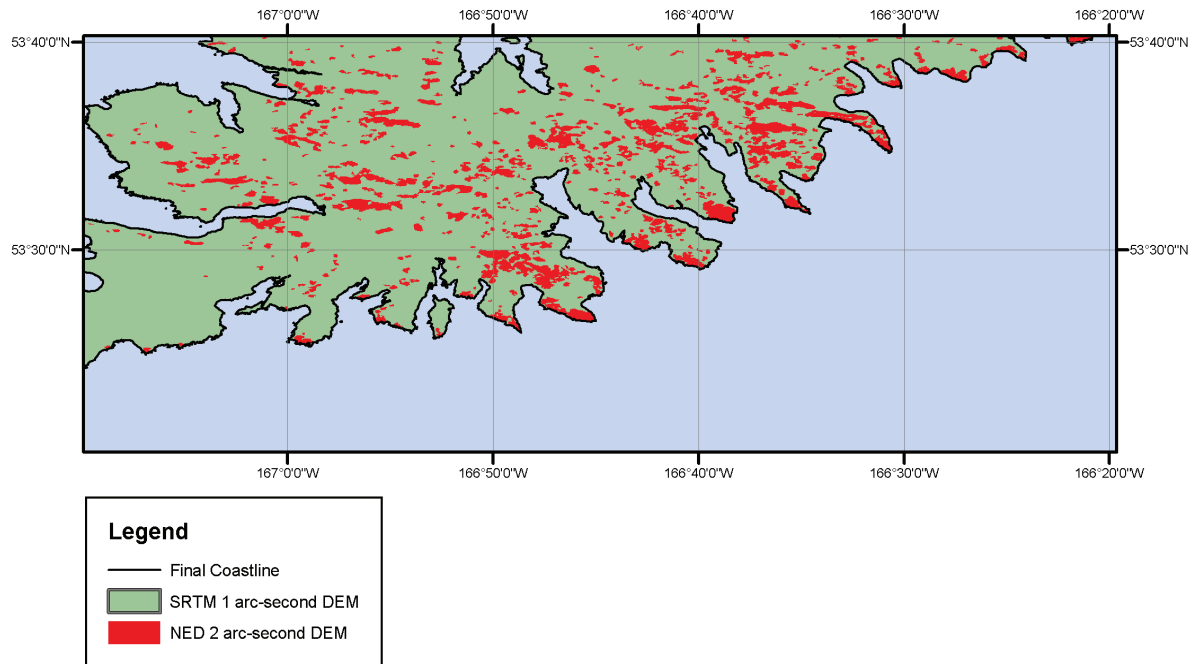 167°0'0"W 166°50'0"W 166°40'0"W 166°30'0"W 166°20'0"W
53°40'0"N 53°40'0"N
53°30'0"N 53°30'0"N
167°0'0"W 166°50'0"W 166°40'0"W 166°30'0"W 166°20'0"W
Legend
Final Coastline
SRTM 1 arc-second DEM
NED 2 arc-second DEM